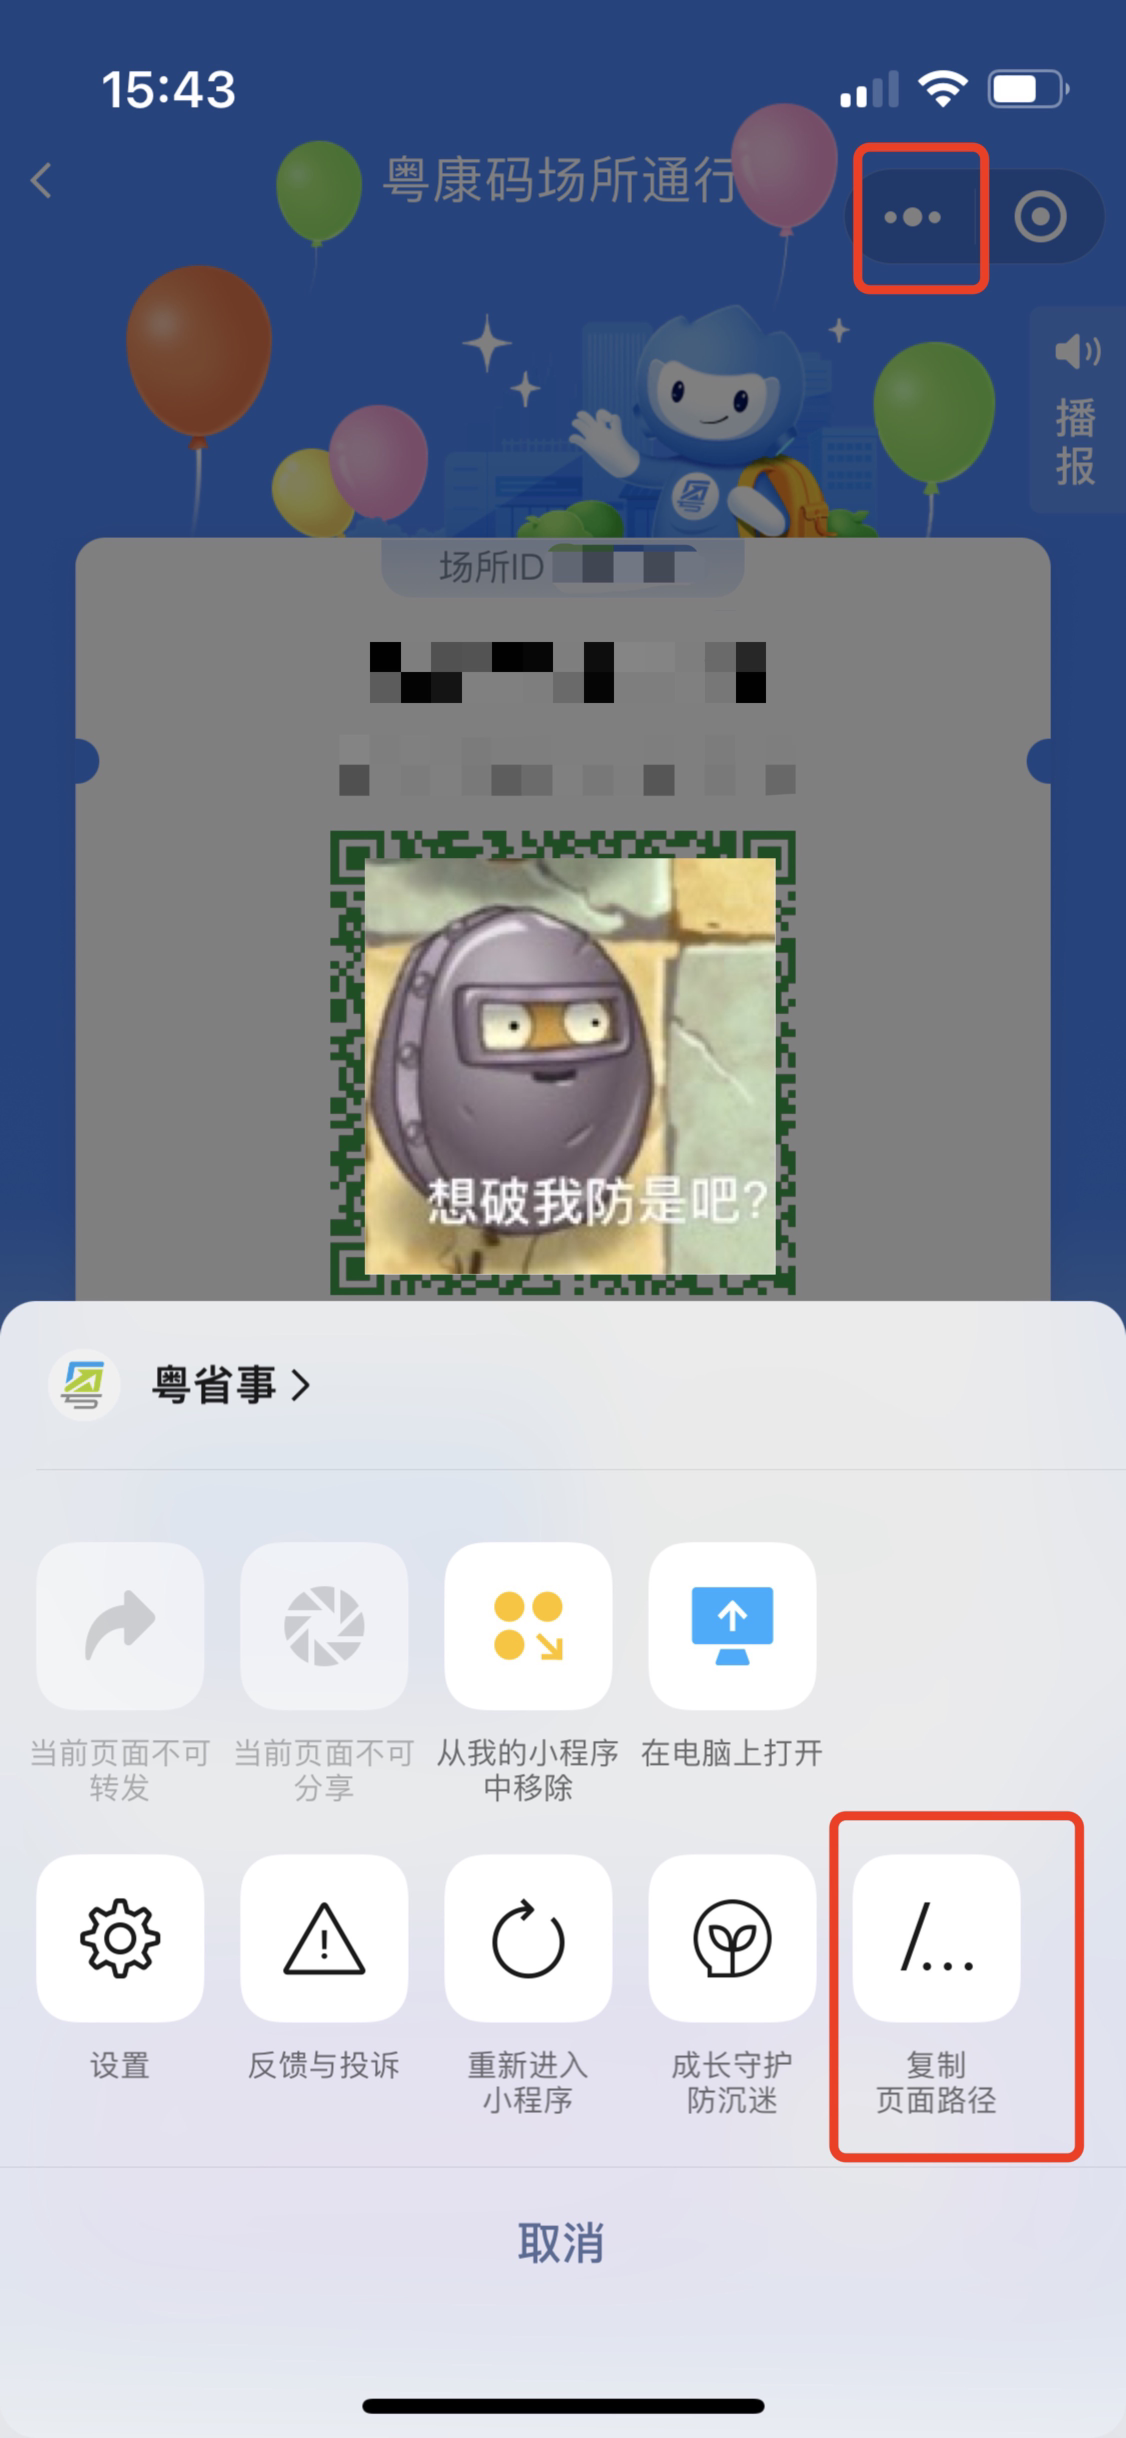 15:43
粤康码场所通行
播
报
场所ID
想破我防是吧?
粤省事
当前页面不可
转发
当前页面不可
分享
从我的小程序
中移除
在电脑上打开
设置
反馈与投诉
重新进入
小程序
成长守护
防沉迷
/...
复制
页面路径
取消